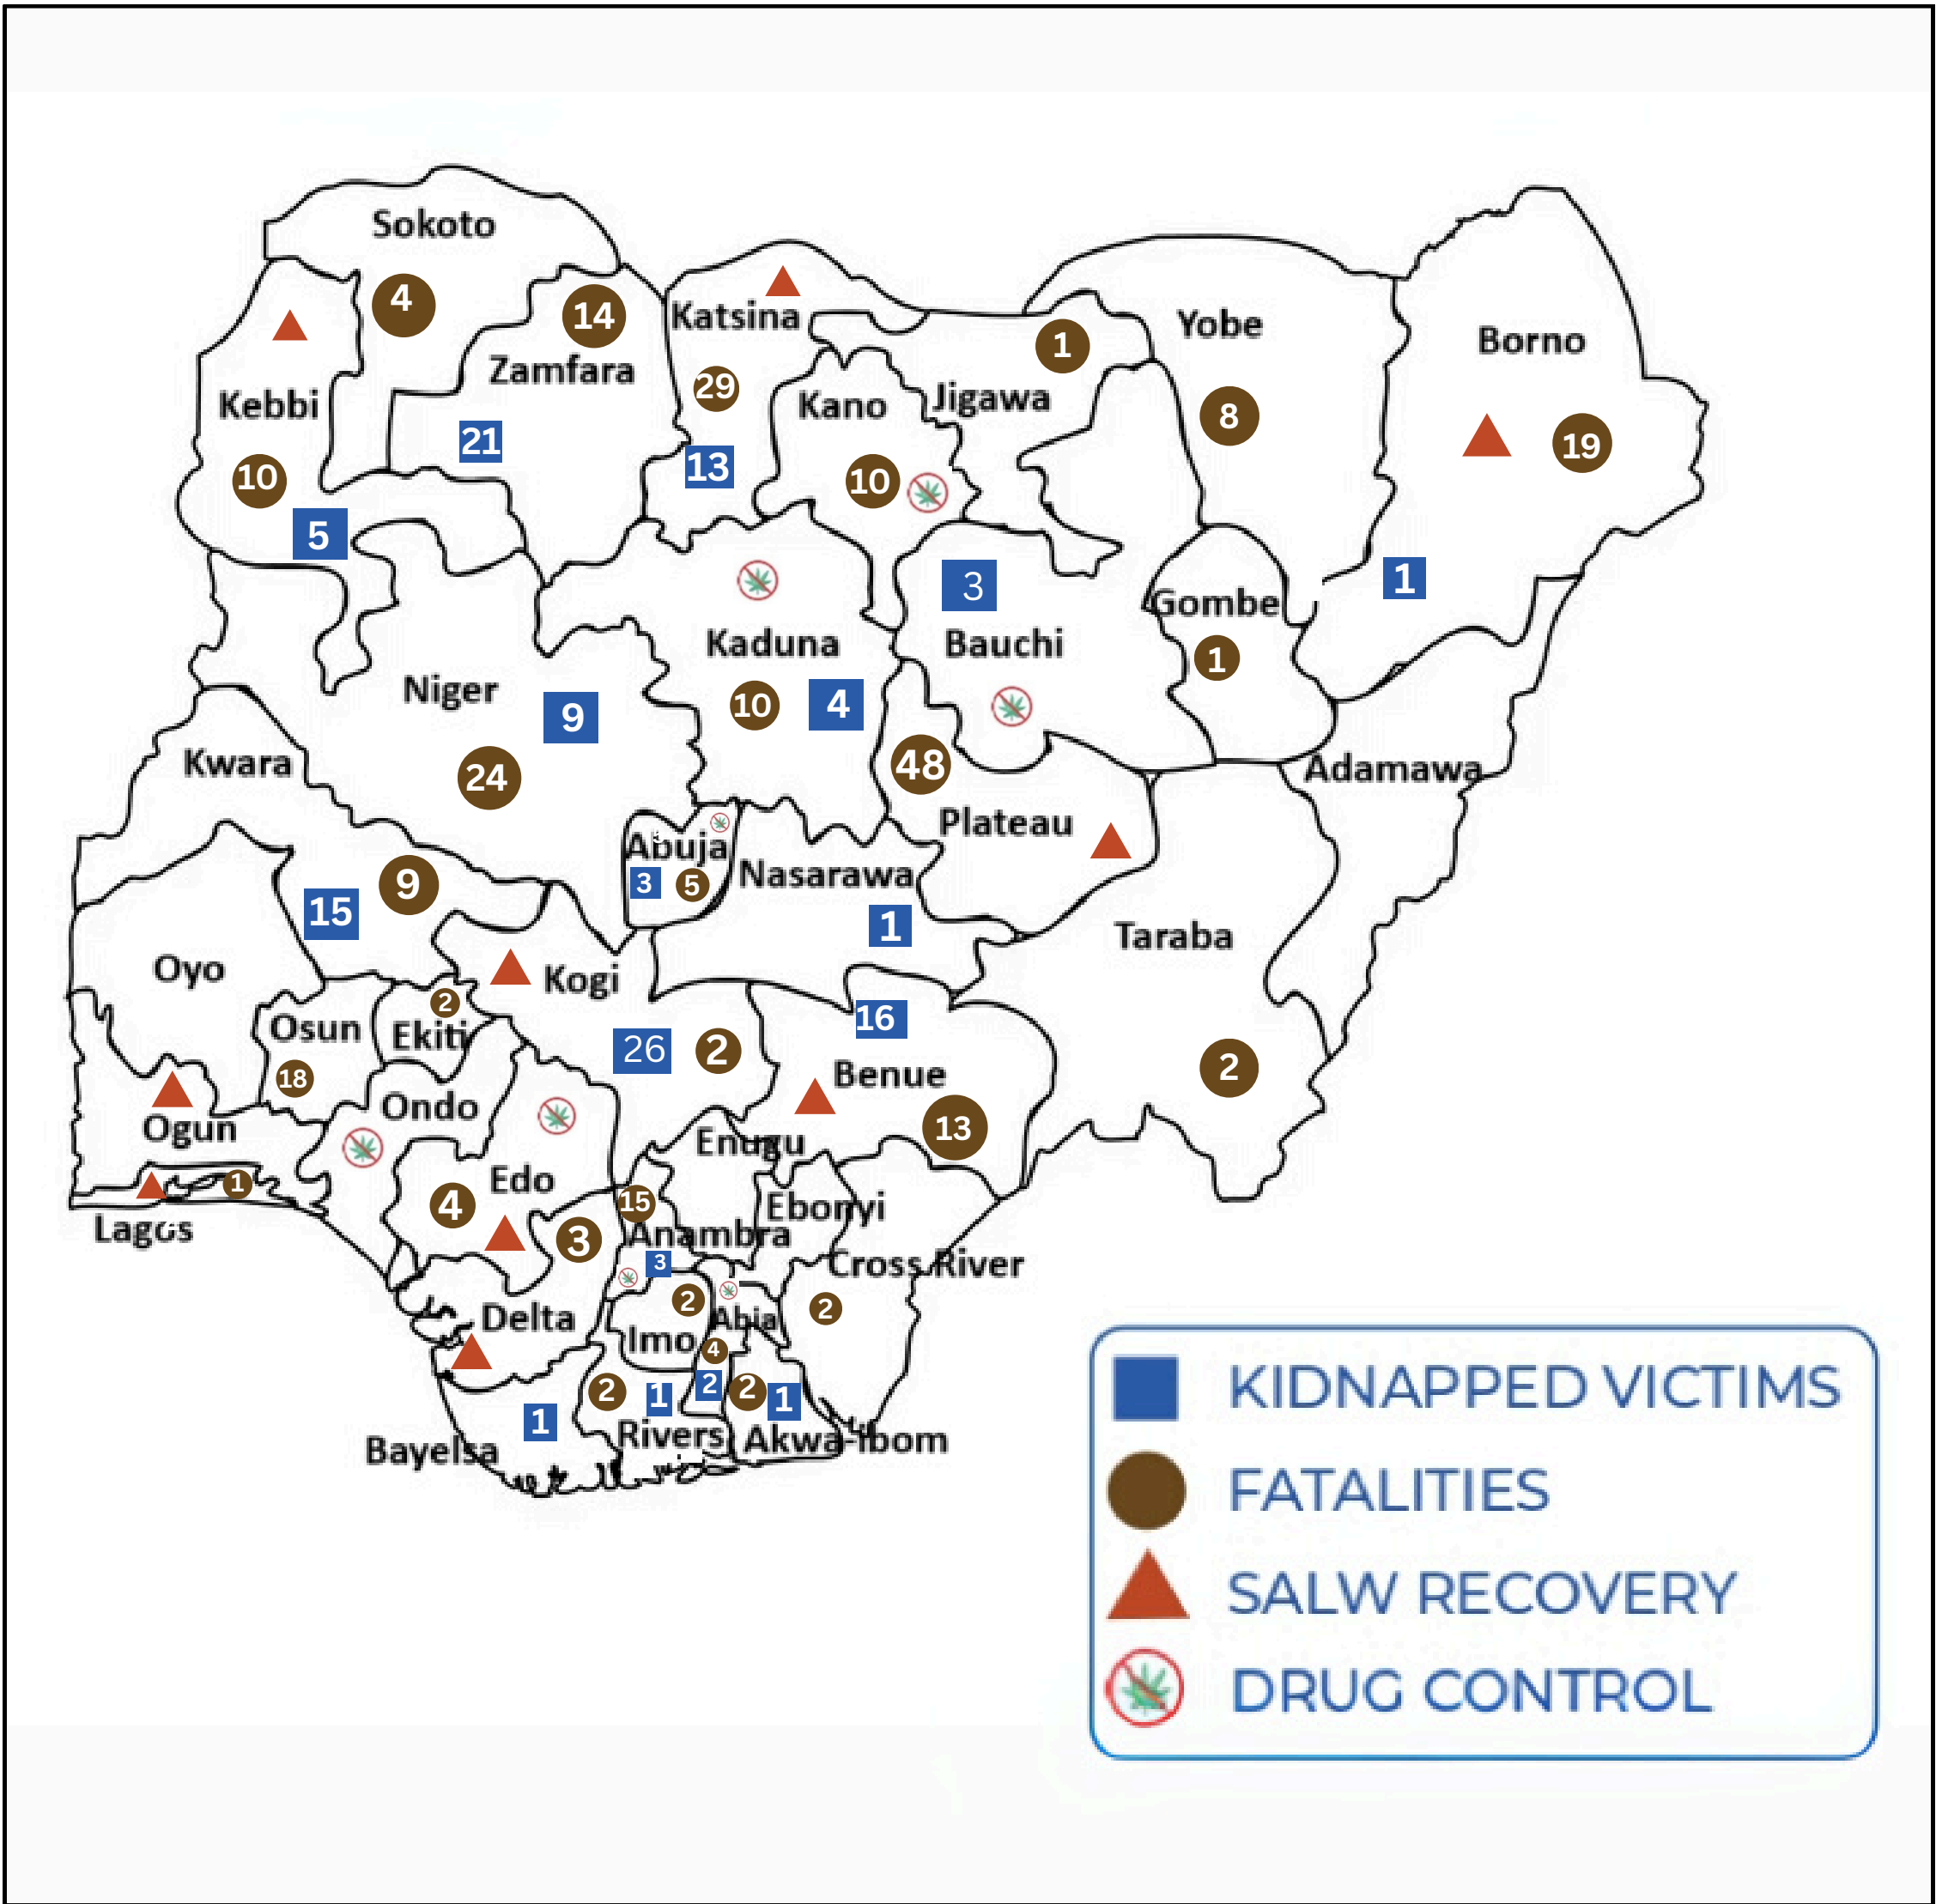 Sokoto
4
14
Katsina
Zamfara
29
21
13
Kebbi
10
5
Kano
10
Jigawa
1
Yobe
8
Borno
19
1
3
Bauchi
Gombe
1
Kaduna
10
4
Niger
9
24
48
Plateau
Adamawa
Kwara
9
15
Abuja
3
5
Nasarawa
1
Taraba
2
Oyo
Kogi
26
2
16
Benue
13
Osun
18
2
Ekiti
Ondo
Ogun
1
Lagos
Edo
4
3
Delta
Enugu
15
Anambra
3
Ebonyi
Cross River
2
2
Imo
Abia
4
2
2
1
Rivers
2
1
Akwa-Ibom
1
Bayelsa
KIDNAPPED VICTIMS
FATALITIES
SALW RECOVERY
DRUG CONTROL